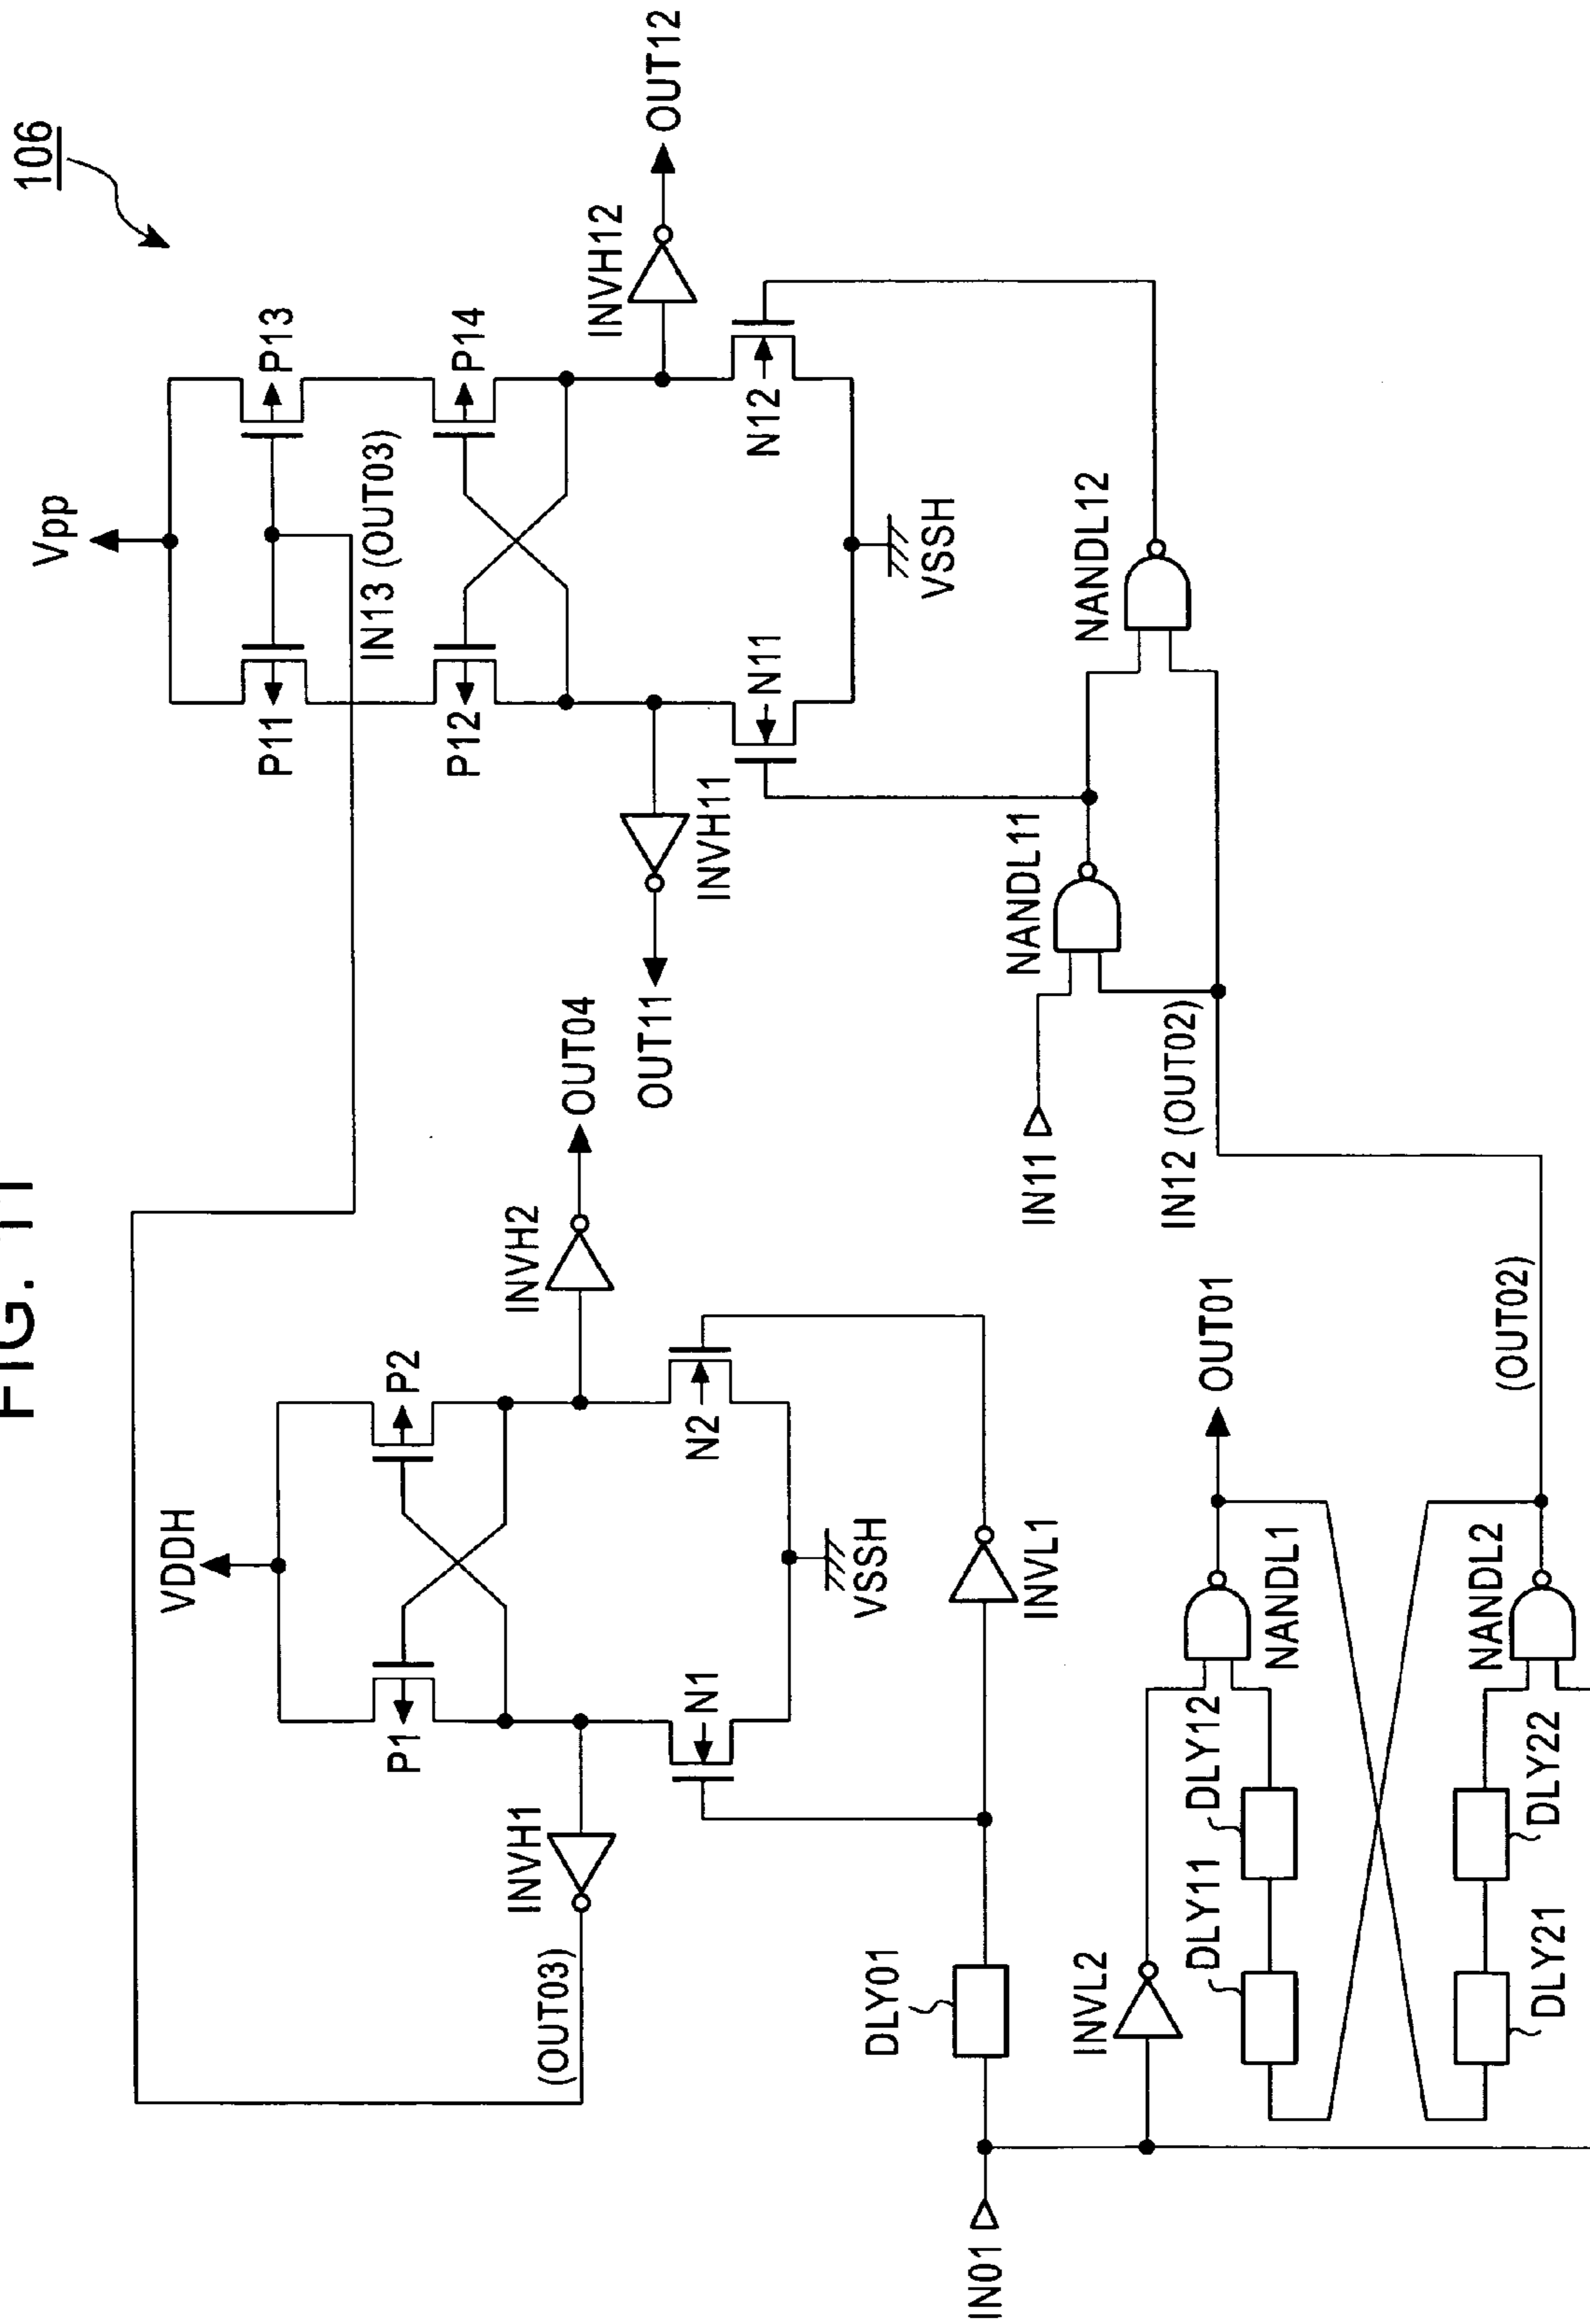 FIG. 11
106
Vpp
P11
P13
IN13 (OUT03)
P12
P14
INVH12
OUT12
N11
N12
INVH11
OUT11
VSSH
NANDL11
NANDL12
IN11
IN12 (OUT02)
VDDH
P1
P2
INVH2
OUT04
INVH1
(OUT03)
N1
N2
VSSH
DLY01
INVL1
IN01
INVL2
DLY11
DLY12
NANDL1
OUT01
DLY21
DLY22
NANDL2
(OUT02)